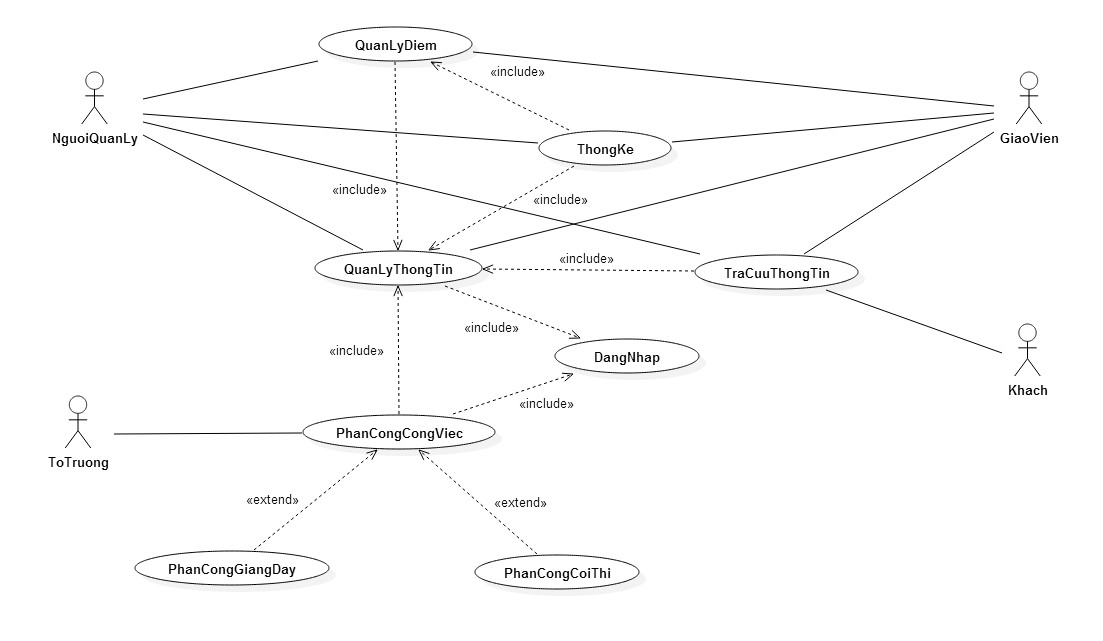 QuanLyDiem
«include»
NguoiQuanLy
GiaoVien
ThongKe
«include»
«include»
QuanLyThongTin
«include»
TraCuuThongTin
«include»
«include»
DangNhap
Khach
«include»
PhanCongCongViec
ToTruong
«extend»
«extend»
PhanCongGiangDay
PhanCongCoiThi